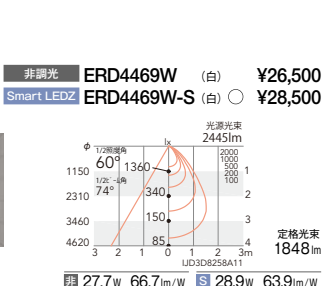 非調光 ERD4469W (白) ¥26,500
Smart LEDZ ERD4469W-S (白) ○ ¥28,500
光源光束
2445lm
φ 1/2照度角 lx
60° 1360 2000
1000
500
200
100
1150 1
1/2ビーム角
74°
2310 340 2
3460 150 3
4620 85 4
3 2 1 0 1 2 3m
IJD3D8258A11
定格光束
1848lm
非 27.7W 66.7lm/W S 28.9W 63.9lm/W